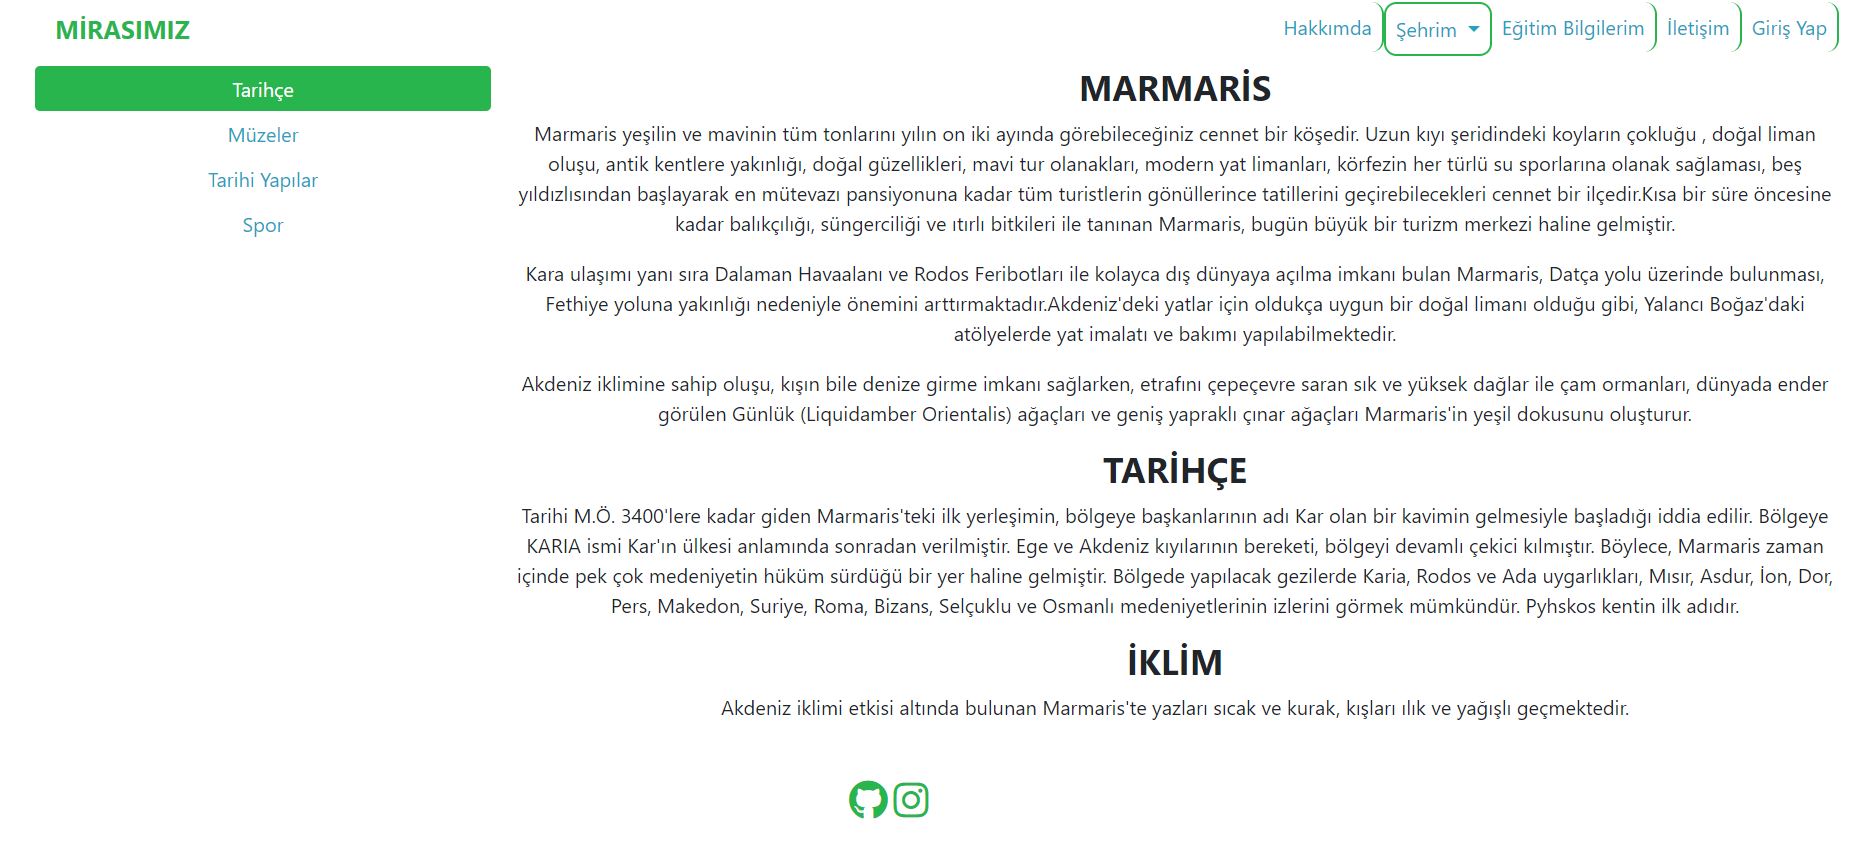 MİRASIMIZ
Hakkımda
Şehrim
Eğitim Bilgilerim
İletişim
Giriş Yap
Tarihçe
Müzeler
Tarihi Yapılar
Spor
MARMARİS
Marmaris yeşilin ve mavinin tüm tonlarını yılın on iki ayında görebileceğiniz cennet bir köşedir. Uzun kıyı şeridindeki koyların çokluğu , doğal liman
oluşu, antik kentlere yakınlığı, doğal güzellikleri, mavi tur olanakları, modern yat limanları, körfezin her türlü su sporlarına olanak sağlaması, beş
yıldızlısından başlayarak en mütevazı pansiyonuna kadar tüm turistlerin gönüllerince tatillerini geçirebilecekleri cennet bir ilçedir.Kısa bir süre öncesine
kadar balıkçılığı, süngerciliği ve ıtırlı bitkileri ile tanınan Marmaris, bugün büyük bir turizm merkezi haline gelmiştir.
Kara ulaşımı yanı sıra Dalaman Havaalanı ve Rodos Feribotları ile kolayca dış dünyaya açılma imkanı bulan Marmaris, Datça yolu üzerinde bulunması,
Fethiye yoluna yakınlığı nedeniyle önemini arttırmaktadır.Akdeniz'deki yatlar için oldukça uygun bir doğal limanı olduğu gibi, Yalancı Boğaz'daki
atölyelerde yat imalatı ve bakımı yapılabilmektedir.
Akdeniz iklimine sahip oluşu, kışın bile denize girme imkanı sağlarken, etrafını çepeçevre saran sık ve yüksek dağlar ile çam ormanları, dünyada ender
görülen Günlük (Liquidamber Orientalis) ağaçları ve geniş yapraklı çınar ağaçları Marmaris'in yeşil dokusunu oluşturur.
TARİHÇE
Tarihi M.Ö. 3400'lere kadar giden Marmaris'teki ilk yerleşimin, bölgeye başkanlarının adı Kar olan bir kavimin gelmesiyle başladığı iddia edilir. Bölgeye
KARIA ismi Kar'ın ülkesi anlamında sonradan verilmiştir. Ege ve Akdeniz kıyılarının bereketi, bölgeyi devamlı çekici kılmıştır. Böylece, Marmaris zaman
içinde pek çok medeniyetin hüküm sürdüğü bir yer haline gelmiştir. Bölgede yapılacak gezilerde Karia, Rodos ve Ada uygarlıkları, Mısır, Asdur, İon, Dor,
Pers, Makedon, Suriye, Roma, Bizans, Selçuklu ve Osmanlı medeniyetlerinin izlerini görmek mümkündür. Pyhskos kentin ilk adıdır.
İKLİM
Akdeniz iklimi etkisi altında bulunan Marmaris'te yazları sıcak ve kurak, kışları ılık ve yağışlı geçmektedir.